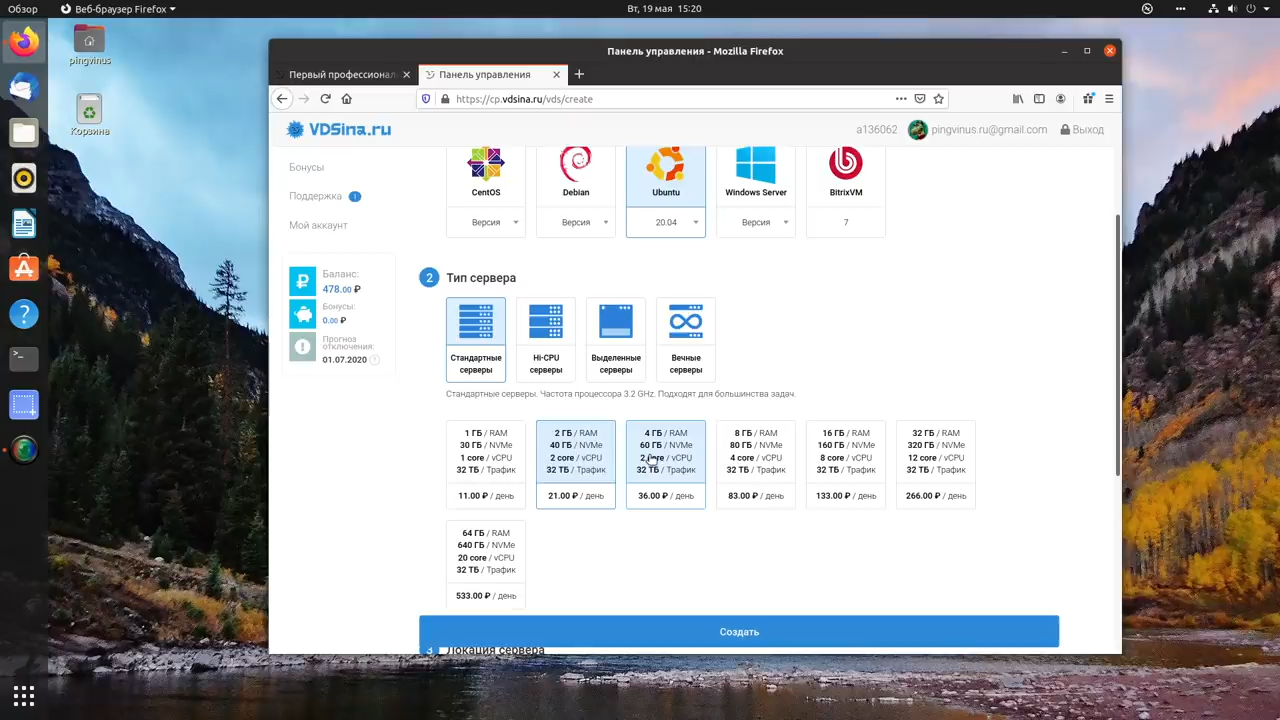 Обзор
Веб-браузер Firefox
Вт, 19 мая 15:20
pingvinus
Корзина
Панель управления - Mozilla Firefox
Первый профессионал
Панель управления
https://cp.vdsina.ru/vds/create
VDSina.ru
a136062
pingvinus.ru@gmail.com
Выход
Бонусы
Поддержка 1
Мой аккаунт
Баланс:
478.00 ₽
Бонусы:
0.00 ₽
Прогноз
отключения:
01.07.2020 ?
CentOS
Debian
Ubuntu
Windows Server
BitrixVM
Версия
Версия
20.04
Версия
7
2 Тип сервера
Стандартные
серверы
Hi-CPU
серверы
Выделенные
серверы
Вечные
серверы
Стандартные серверы. Частота процессора 3.2 GHz. Подходят для большинства задач.
1 ГБ / RAM
30 ГБ / NVMe
1 core / vCPU
32 ТБ / Трафик
11.00 ₽ / день
2 ГБ / RAM
40 ГБ / NVMe
2 core / vCPU
32 ТБ / Трафик
21.00 ₽ / день
4 ГБ / RAM
60 ГБ / NVMe
2 core / vCPU
32 ТБ / Трафик
36.00 ₽ / день
8 ГБ / RAM
80 ГБ / NVMe
4 core / vCPU
32 ТБ / Трафик
83.00 ₽ / день
16 ГБ / RAM
160 ГБ / NVMe
8 core / vCPU
32 ТБ / Трафик
133.00 ₽ / день
32 ГБ / RAM
320 ГБ / NVMe
12 core / vCPU
32 ТБ / Трафик
266.00 ₽ / день
64 ГБ / RAM
640 ГБ / NVMe
20 core / vCPU
32 ТБ / Трафик
533.00 ₽ / день
Создать
3 Локация сервера